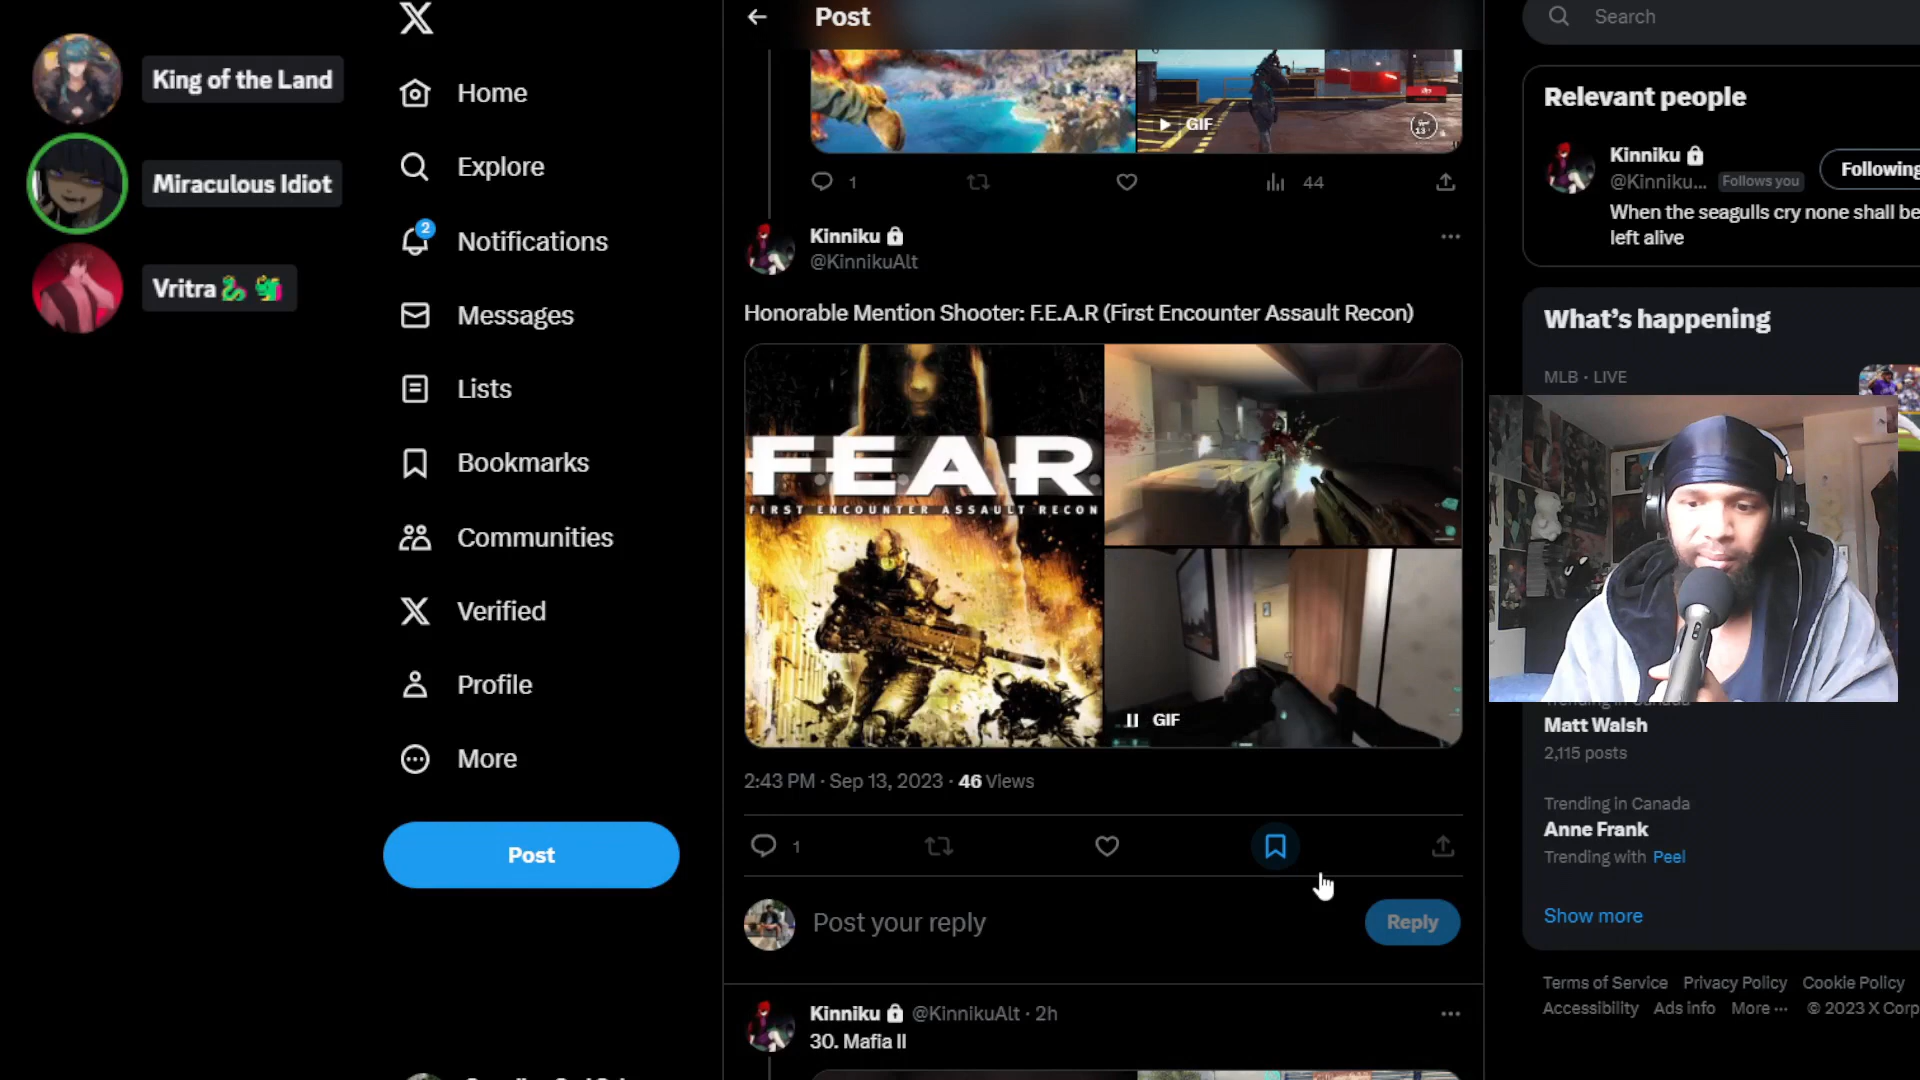 King of the Land
Miraculous Idiot
Vritra🐍 🐲
Home
Explore
2
Notifications
Messages
Lists
Bookmarks
Communities
Verified
Profile
More
Post
Post
GIF
13
1
44
Kinniku 🔒
@KinnikuAlt
Honorable Mention Shooter: F.E.A.R (First Encounter Assault Recon)
F.E.A.R.
FIRST ENCOUNTER ASSAULT RECON
GIF
2:43 PM · Sep 13, 2023 · 46 Views
1
Post your reply
Reply
Kinniku 🔒 @KinnikuAlt · 2h
30. Mafia II
Search
Relevant people
Kinniku 🔒
@Kinniku... Follows you
Following
When the seagulls cry none shall be
left alive
What's happening
MLB · LIVE
Trending in Canada
Matt Walsh
2,115 posts
Trending in Canada
Anne Frank
Trending with Peel
Show more
Terms of Service Privacy Policy Cookie Policy
Accessibility Ads info More ··· © 2023 X Corp